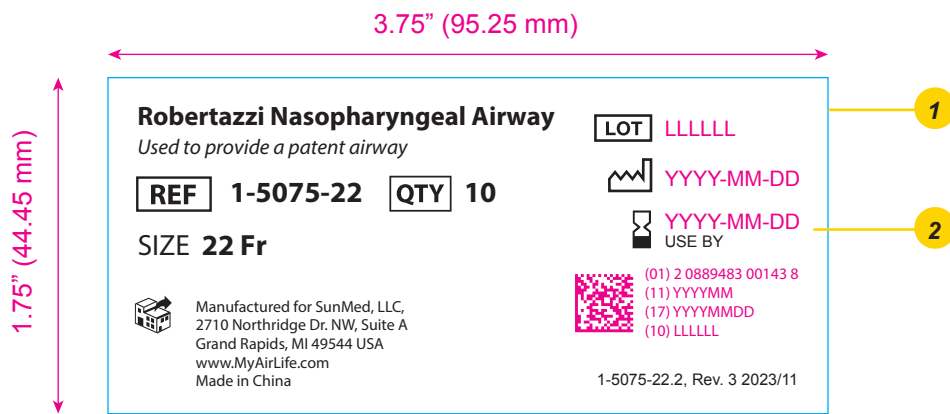 3.75” (95.25 mm)
1.75” (44.45 mm)
Robertazzi Nasopharyngeal Airway
Used to provide a patent airway
REF 1-5075-22 QTY 10
SIZE 22 Fr
Manufactured for SunMed, LLC,
2710 Northridge Dr. NW, Suite A
Grand Rapids, MI 49544 USA
www.MyAirLife.com
Made in China
LOT LLLLLL
YYYY-MM-DD
YYYY-MM-DD
USE BY
(01) 2 0889483 00143 8
(11) YYYYMM
(17) YYYYMMDD
(10) LLLLLL
1-5075-22.2, Rev. 3 2023/11
1
2